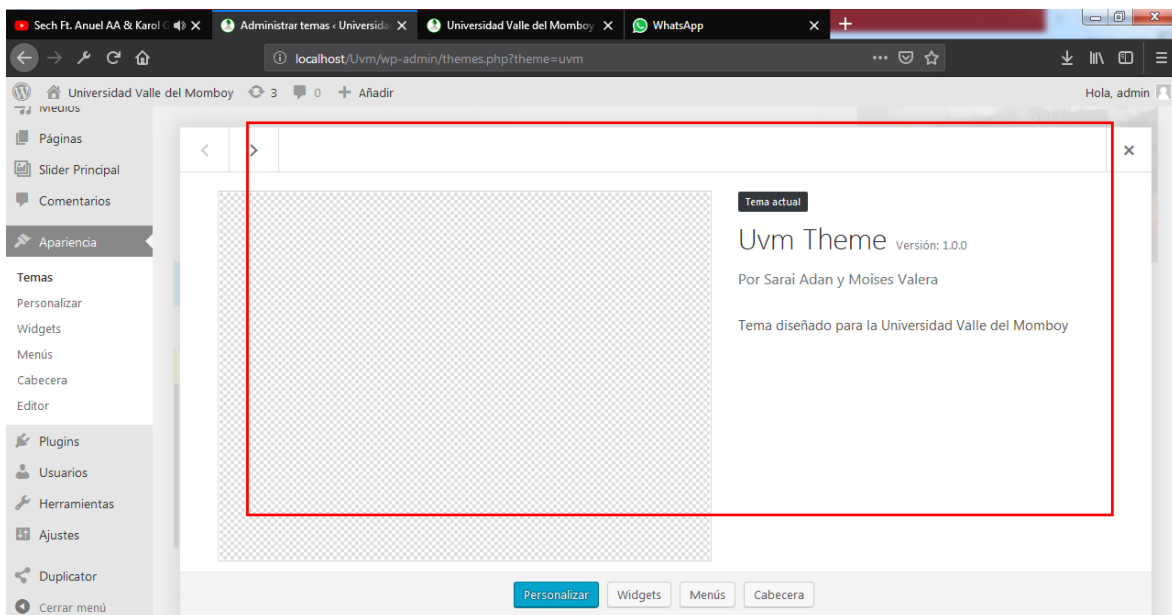 Sech Ft. Anuel AA & Karol G
Administrar temas ‹ Universida
Universidad Valle del Momboy
WhatsApp
localhost/Uvm/wp-admin/themes.php?theme=uvm
Universidad Valle del Momboy 3 0 + Añadir
Hola, admin
Medios
Páginas
Slider Principal
Comentarios
Apariencia
Temas
Personalizar
Widgets
Menús
Cabecera
Editor
Plugins
Usuarios
Herramientas
Ajustes
Duplicator
Cerrar menú
Tema actual
Uvm Theme Versión: 1.0.0
Por Sarai Adan y Moises Valera
Tema diseñado para la Universidad Valle del Momboy
Personalizar Widgets Menús Cabecera